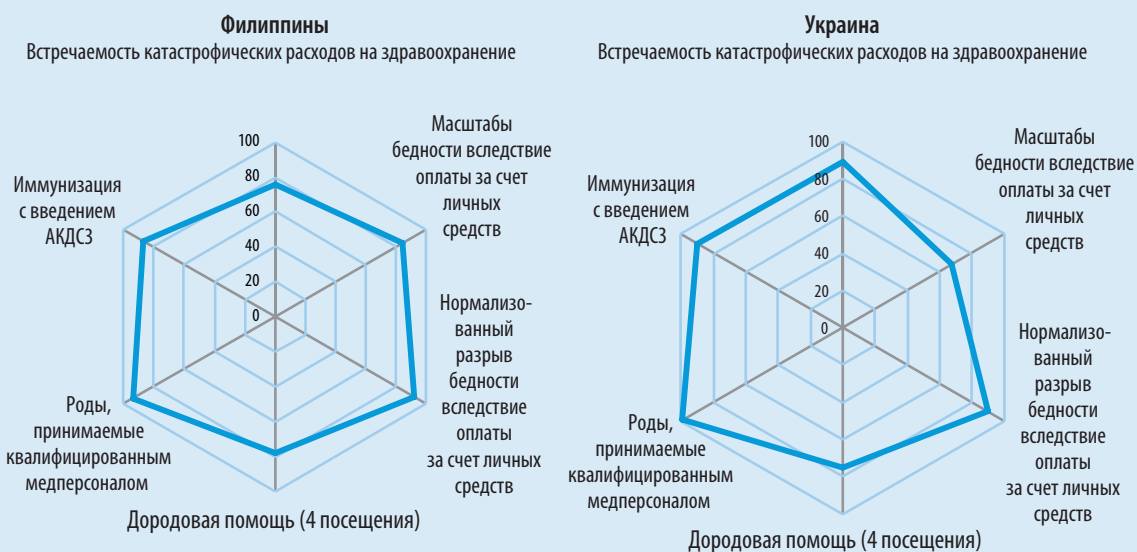 Филиппины
Встречаемость катастрофических расходов на здравоохранение
Масштабы
бедности вследствие
оплаты за счет
личных
средств
Нормализо-
ванный
разрыв
бедности
вследствие
оплаты
за счет личных
средств
Дородовая помощь (4 посещения)
Роды,
принимаемые
квалифицированным
медперсоналом
Иммунизация
с введением
АКДС3
100
80
60
40
20
0
Украина
Встречаемость катастрофических расходов на здравоохранение
Масштабы
бедности вследствие
оплаты за счет
личных
средств
Нормализо-
ванный
разрыв
бедности
вследствие
оплаты
за счет личных
средств
Дородовая помощь (4 посещения)
Роды,
принимаемые
квалифицированным
медперсоналом
Иммунизация
с введением
АКДС3
100
80
60
40
20
0